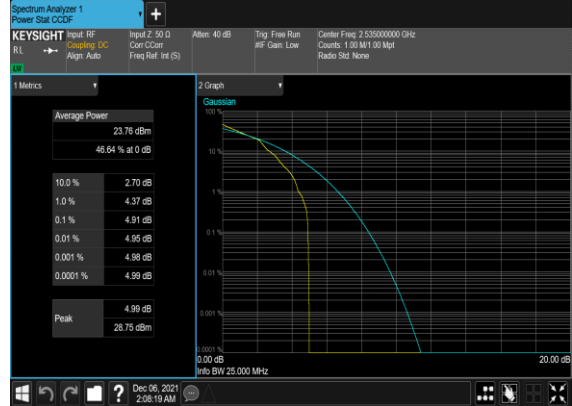 Spectrum Analyzer 1
Power Stat CCDF
KEYSIGHT
RL
LXI
Input: RF
Coupling: DC
Align: Auto
Input Z: 50 Ω
Corr CCorr
Freq Ref: Int (S)
Atten: 40 dB
Trig: Free Run
#IF Gain: Low
Center Freq: 2.535000000 GHz
Counts: 1.00 M/1.00 Mpt
Radio Std: None
1 Metrics
Average Power
23.76 dBm
46.64 % at 0 dB
10.0 % 2.70 dB
1.0 % 4.37 dB
0.1 % 4.91 dB
0.01 % 4.95 dB
0.001 % 4.98 dB
0.0001 % 4.99 dB
Peak
4.99 dB
28.75 dBm
2 Graph
Gaussian
100 %
10 %
1 %
0.1 %
0.01 %
0.001 %
0.0001 %
0.00 dB
20.00 dB
Info BW 25.000 MHz
?
Dec 06, 2021
2:08:19 AM